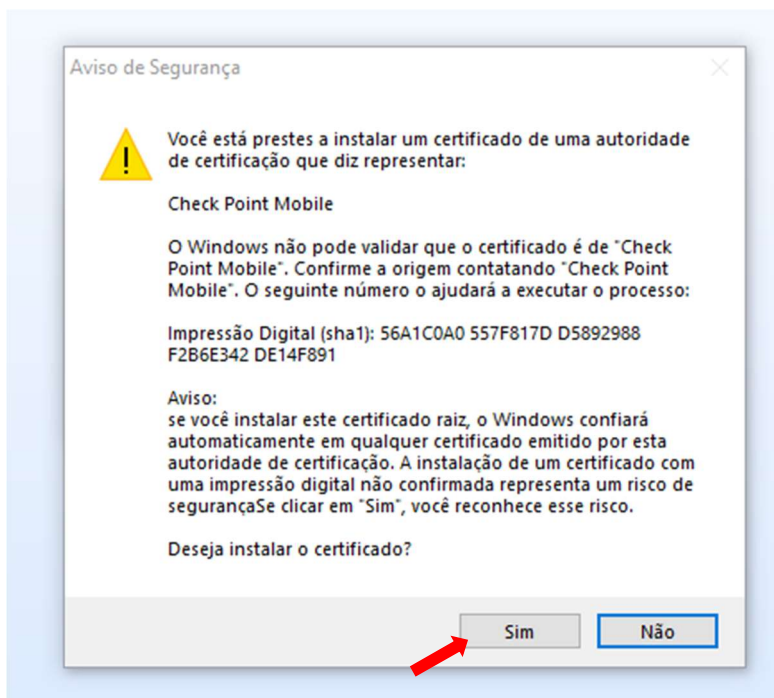 Aviso de Segurança
Você está prestes a instalar um certificado de uma autoridade
de certificação que diz representar:
Check Point Mobile
O Windows não pode validar que o certificado é de "Check
Point Mobile". Confirme a origem contatando "Check Point
Mobile". O seguinte número o ajudará a executar o processo:
Impressão Digital (sha1): 56A1C0A0 557F817D D5892988
F2B6E342 DE14F891
Aviso:
se você instalar este certificado raiz, o Windows confiará
automaticamente em qualquer certificado emitido por esta
autoridade de certificação. A instalação de um certificado com
uma impressão digital não confirmada representa um risco de
segurançaSe clicar em "Sim", você reconhece esse risco.
Deseja instalar o certificado?
Sim
Não